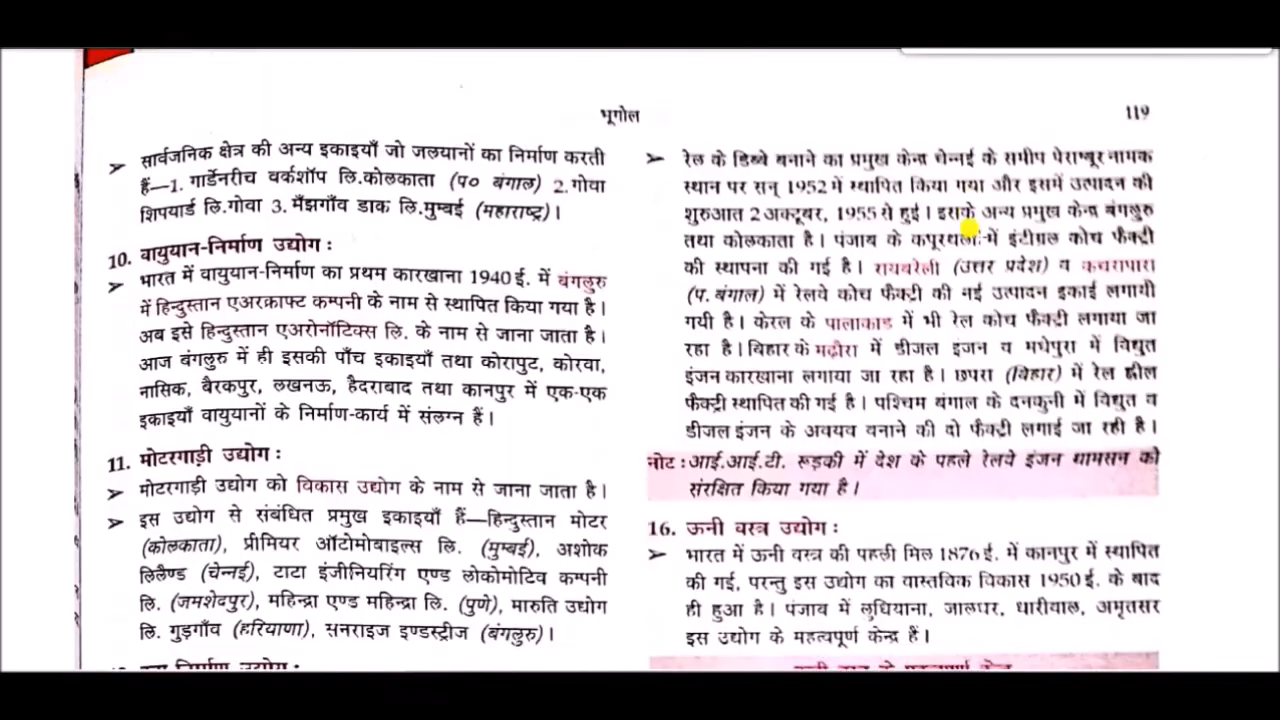 भूगोल
119
➤ सार्वजनिक क्षेत्र की अन्य इकाइयाँ जो जलयानों का निर्माण करती
हैं—1. गार्डेनरीच वर्कशॉप लि.कोलकाता (प० बंगाल) 2. गोवा
शिपयार्ड लि.गोवा 3. मँझगाँव डाक लि.मुम्बई (महाराष्ट्र)।
10. वायुयान-निर्माण उद्योग :
➤ भारत में वायुयान-निर्माण का प्रथम कारखाना 1940 ई. में बंगलुरु
में हिन्दुस्तान एअरक्राफ्ट कम्पनी के नाम से स्थापित किया गया है।
अब इसे हिन्दुस्तान एअरोनॉटिक्स लि. के नाम से जाना जाता है।
आज बंगलुरु में ही इसकी पाँच इकाइयाँ तथा कोरापुट, कोरवा,
नासिक, बैरकपुर, लखनऊ, हैदराबाद तथा कानपुर में एक-एक
इकाइयाँ वायुयानों के निर्माण-कार्य में संलग्न हैं।
11. मोटरगाड़ी उद्योग :
➤ मोटरगाड़ी उद्योग को विकास उद्योग के नाम से जाना जाता है।
➤ इस उद्योग से संबंधित प्रमुख इकाइयाँ हैं—हिन्दुस्तान मोटर
(कोलकाता), प्रीमियर ऑटोमोबाइल्स लि. (मुम्बई), अशोक
लिलैण्ड (चेन्नई), टाटा इंजीनियरिंग एण्ड लोकोमोटिव कम्पनी
लि. (जमशेदपुर), महिन्द्रा एण्ड महिन्द्रा लि. (पुणे), मारुति उद्योग
लि. गुड़गाँव (हरियाणा), सनराइज इण्डस्ट्रीज (बंगलुरु)।
➤ रेल के डिब्बे बनाने का प्रमुख केन्द्र चेन्नई के समीप पेराम्बूर नामक
स्थान पर सन् 1952 में स्थापित किया गया और इसमें उत्पादन की
शुरुआत 2 अक्टूबर, 1955 से हुई। इसके अन्य प्रमुख केन्द्र बंगलुरु
तथा कोलकाता है। पंजाब के कपूरथला में इंटीग्रल कोच फैक्ट्री
की स्थापना की गई है। रायबरेली (उत्तर प्रदेश) व कचरापारा
(प. बंगाल) में रेलवे कोच फैक्ट्री की नई उत्पादन इकाई लगायी
गयी है। केरल के पालाकाड में भी रेल कोच फैक्ट्री लगाया जा
रहा है। बिहार के मढ़ौरा में डीजल इंजन व मधेपुरा में विद्युत
इंजन कारखाना लगाया जा रहा है। छपरा (बिहार) में रेल ह्वील
फैक्ट्री स्थापित की गई है। पश्चिम बंगाल के दनकुनी में विद्युत व
डीजल इंजन के अवयव बनाने की दो फैक्ट्री लगाई जा रही है।
नोट : आई.आई.टी. रूड़की में देश के पहले रेलवे इंजन थामसन को
संरक्षित किया गया है।
16. ऊनी वस्त्र उद्योग :
➤ भारत में ऊनी वस्त्र की पहली मिल 1876 ई. में कानपुर में स्थापित
की गई, परन्तु इस उद्योग का वास्तविक विकास 1950 ई. के बाद
ही हुआ है। पंजाब में लुधियाना, जालंधर, धारीवाल, अमृतसर
इस उद्योग के महत्वपूर्ण केन्द्र हैं।